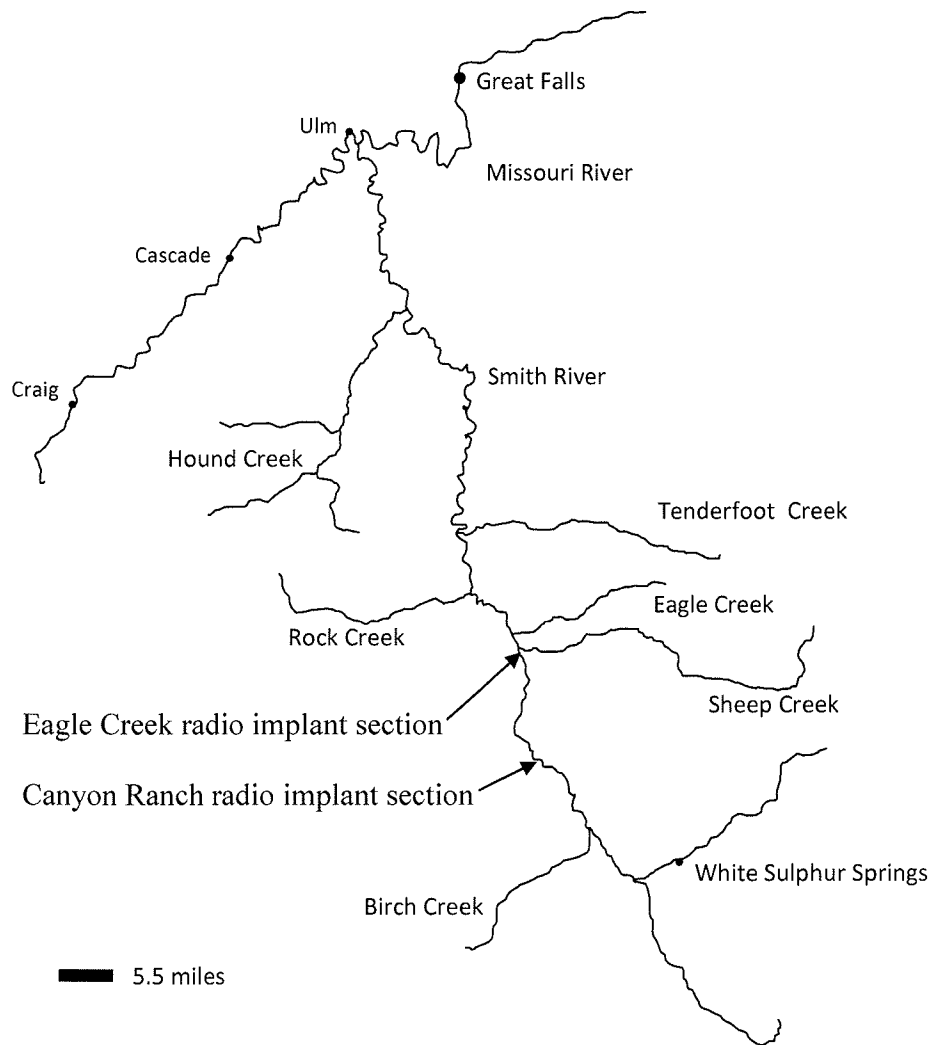 Great Falls
Ulm
Missouri River
Cascade
Smith River
Craig
Hound Creek
Tenderfoot Creek
Eagle Creek
Rock Creek
Sheep Creek
Eagle Creek radio implant section
Canyon Ranch radio implant section
White Sulphur Springs
Birch Creek
5.5 miles